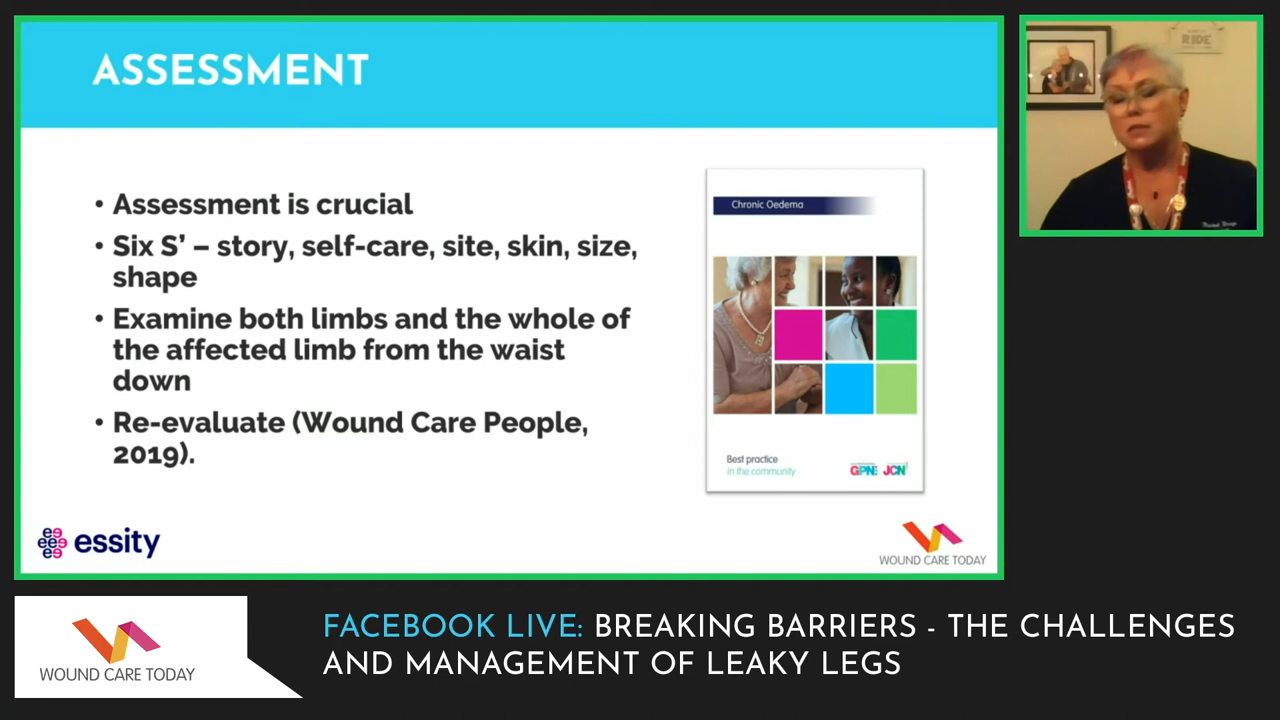 ASSESSMENT
• Assessment is crucial
• Six S' – story, self-care, site, skin, size,
shape
• Examine both limbs and the whole of
the affected limb from the waist
down
• Re-evaluate (Wound Care People,
2019).
Chronic Oedema
Best practice
in the community
GPN
JCN
essity
WOUND CARE TODAY
RIDE
WOUND CARE TODAY
FACEBOOK LIVE: BREAKING BARRIERS - THE CHALLENGES
AND MANAGEMENT OF LEAKY LEGS